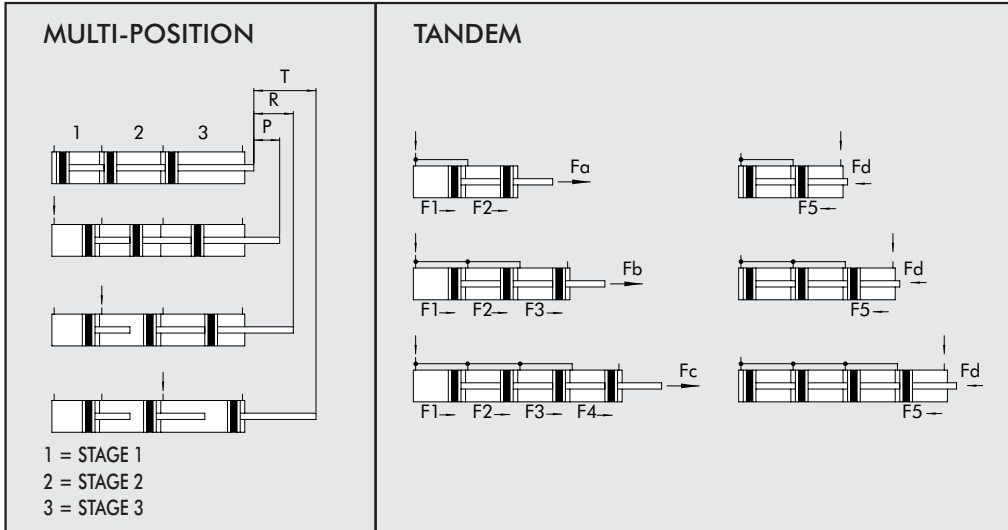 MULTI-POSITION
T
R
P
1 2 3
1 = STAGE 1
2 = STAGE 2
3 = STAGE 3
TANDEM
Fa
F1 F2
Fd
F5
Fb
F1 F2 F3
Fd
F5
Fc
F1 F2 F3 F4
Fd
F5